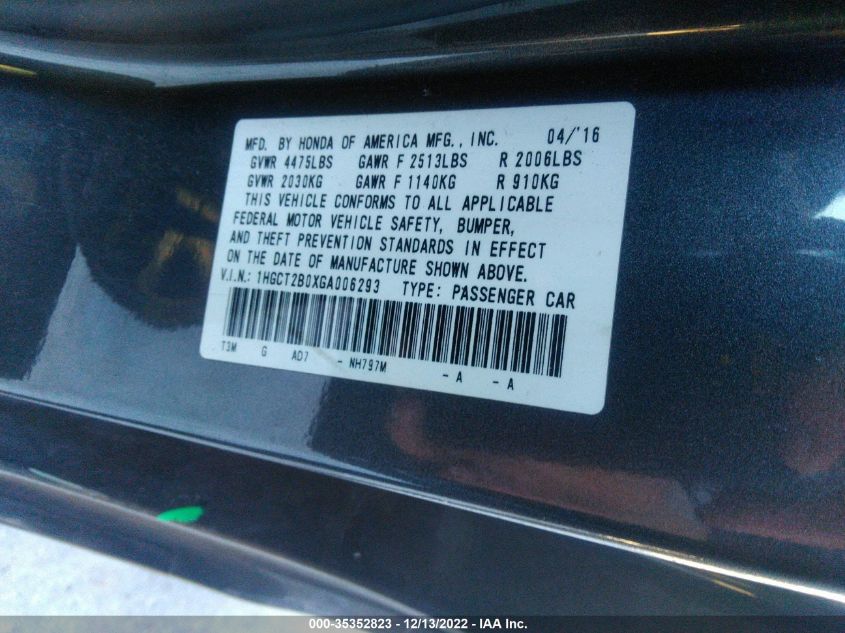 MFD. BY HONDA OF AMERICA MFG., INC. 04/'16
GVWR 4475LBS GAWR F 2513LBS R 2006LBS
GVWR 2030KG GAWR F 1140KG R 910KG
THIS VEHICLE CONFORMS TO ALL APPLICABLE
FEDERAL MOTOR VEHICLE SAFETY, BUMPER,
AND THEFT PREVENTION STANDARDS IN EFFECT
ON THE DATE OF MANUFACTURE SHOWN ABOVE.
V.I.N.: 1HGCT2B0XGA006293 TYPE: PASSENGER CAR
T3M G AD7 - NH797M - A - A
000-35352823 - 12/13/2022 - IAA Inc.